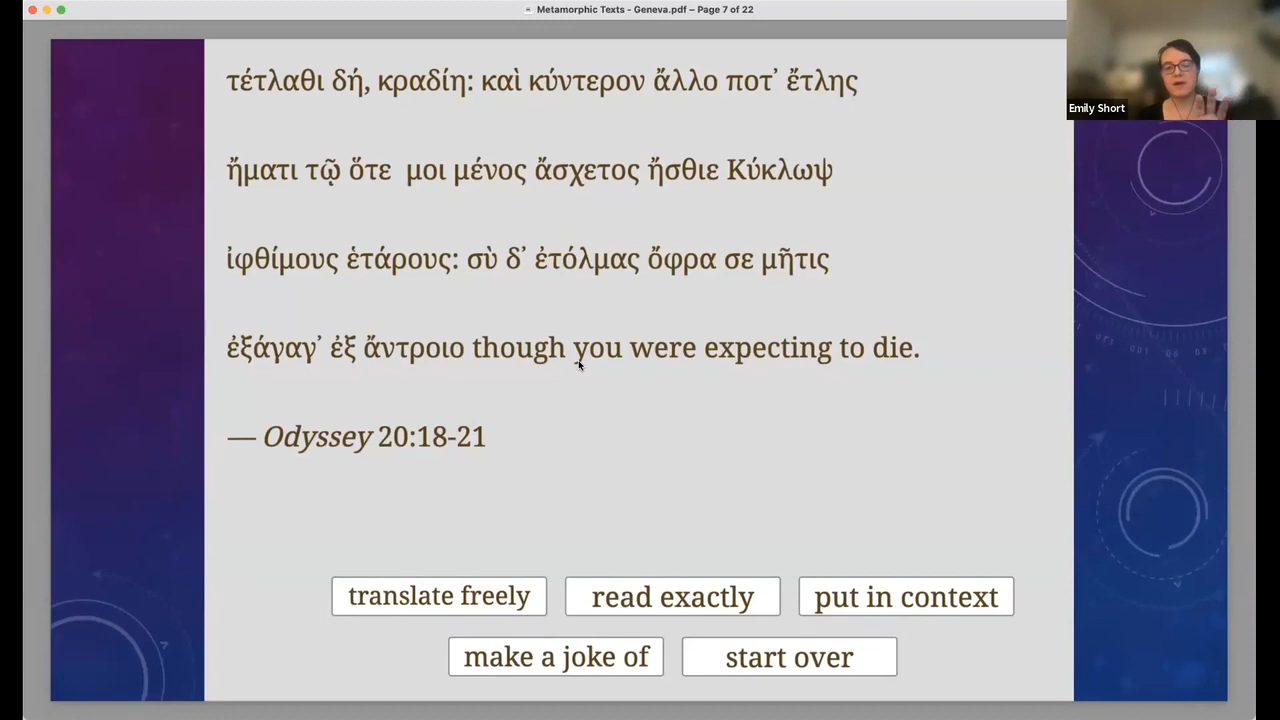 Metamorphic Texts - Geneva.pdf – Page 7 of 22
Emily Short
τέτλαθι δή, κραδίη: καὶ κύντερον ἄλλο ποτ᾽ ἔτλης
ἤματι τῷ ὅτε μοι μένος ἄσχετος ἤσθιε Κύκλωψ
ἰφθίμους ἑτάρους: σὺ δ᾽ ἐτόλμας ὄφρα σε μῆτις
ἐξάγαγ᾽ ἐξ ἄντροιο though you were expecting to die.
— Odyssey 20:18-21
translate freely
read exactly
put in context
make a joke of
start over